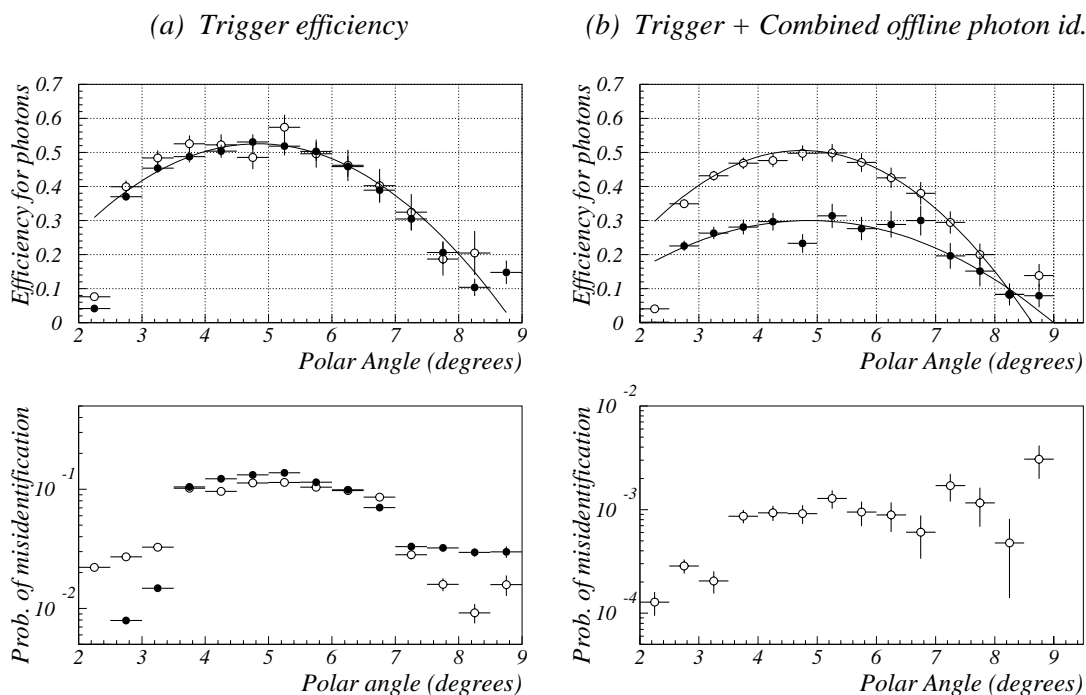 (a) Trigger efficiency
(b) Trigger + Combined offline photon id.
Efficiency for photons
0.7
0.6
0.5
0.4
0.3
0.2
0.1
0
2 3 4 5 6 7 8 9
Polar Angle (degrees)
Efficiency for photons
0.7
0.6
0.5
0.4
0.3
0.2
0.1
0
2 3 4 5 6 7 8 9
Polar Angle (degrees)
Prob. of misidentification
10 -1
10 -2
2 3 4 5 6 7 8 9
Polar angle (degrees)
Prob. of misidentification
10 -2
10 -3
10 -4
2 3 4 5 6 7 8 9
Polar Angle (degrees)